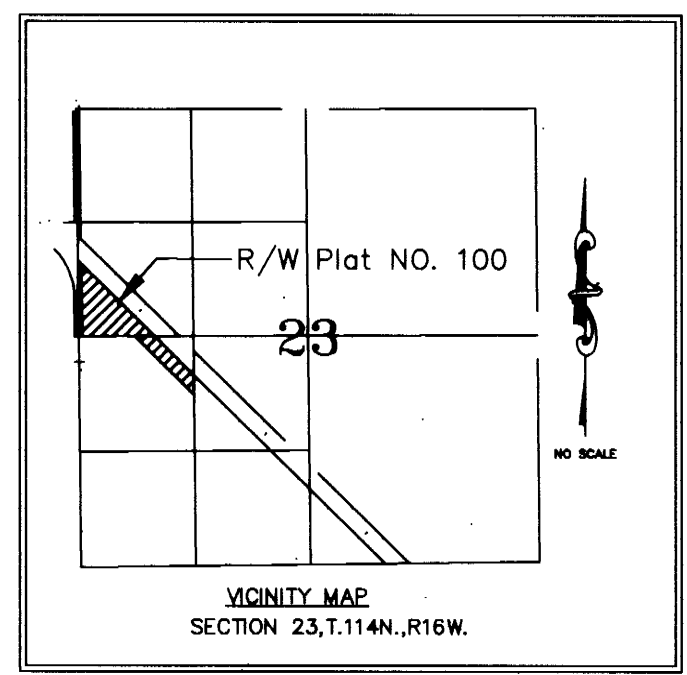 R/W Plat NO. 100
23
NO SCALE
VICINITY MAP
SECTION 23,T.114N.,R16W.